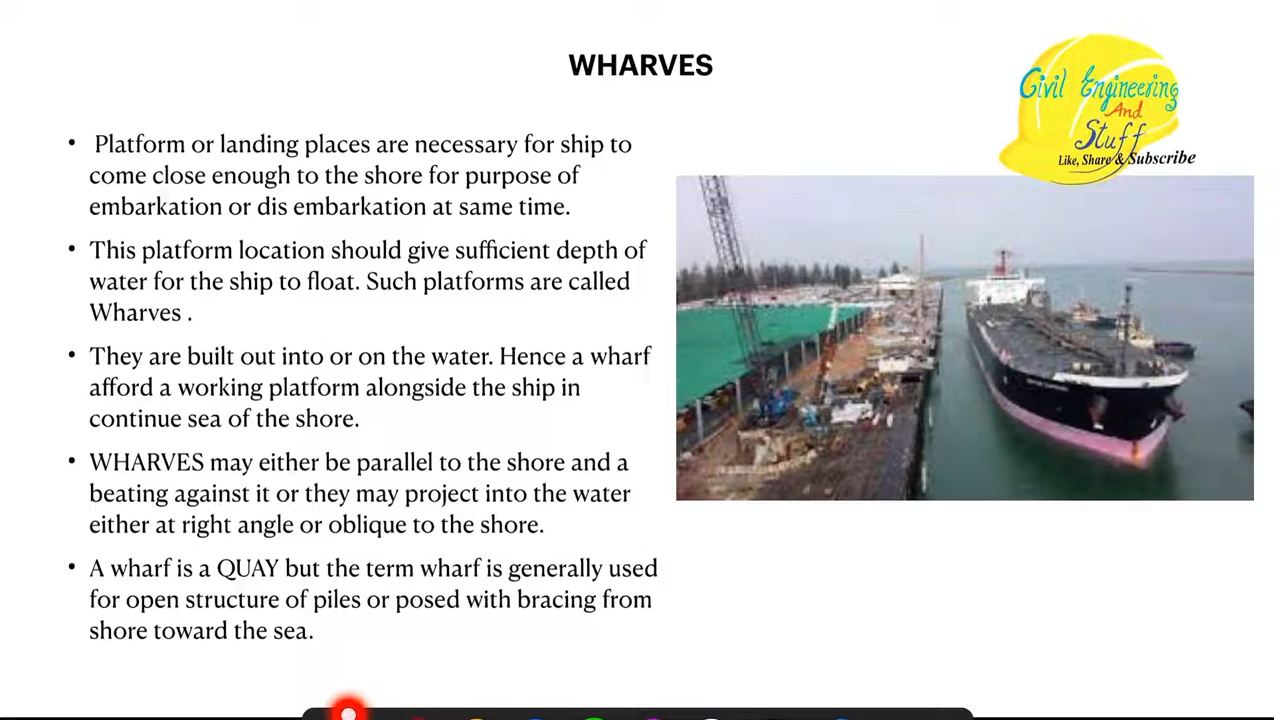 WHARVES
Civil Engineering
And
Stuff
Like, Share & Subscribe
• Platform or landing places are necessary for ship to
come close enough to the shore for purpose of
embarkation or dis embarkation at same time.
• This platform location should give sufficient depth of
water for the ship to float. Such platforms are called
Wharves .
• They are built out into or on the water. Hence a wharf
afford a working platform alongside the ship in
continue sea of the shore.
• WHARVES may either be parallel to the shore and a
beating against it or they may project into the water
either at right angle or oblique to the shore.
• A wharf is a QUAY but the term wharf is generally used
for open structure of piles or posed with bracing from
shore toward the sea.